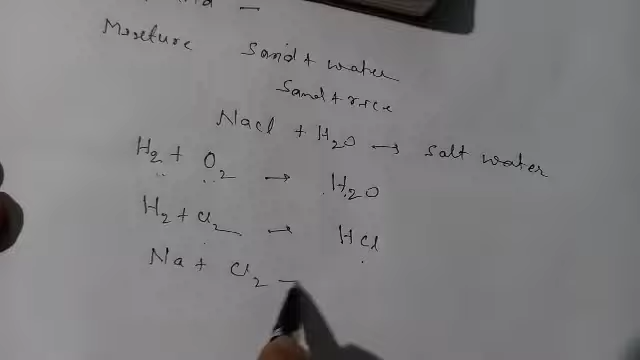 Mixture Sand + water
Sand + rice
NaCl + H2O → Salt water
H2 + O2 → H2O
H2 + Cl2 → HCl
Na + Cl2 –